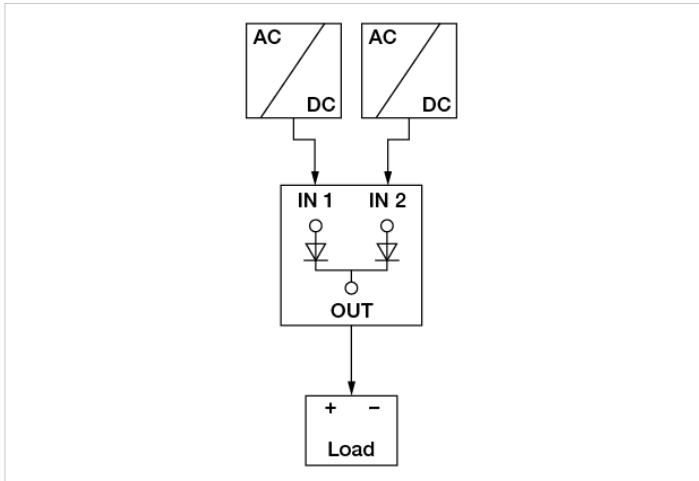 AC
DC
AC
DC
IN 1 IN 2
OUT
+ −
Load